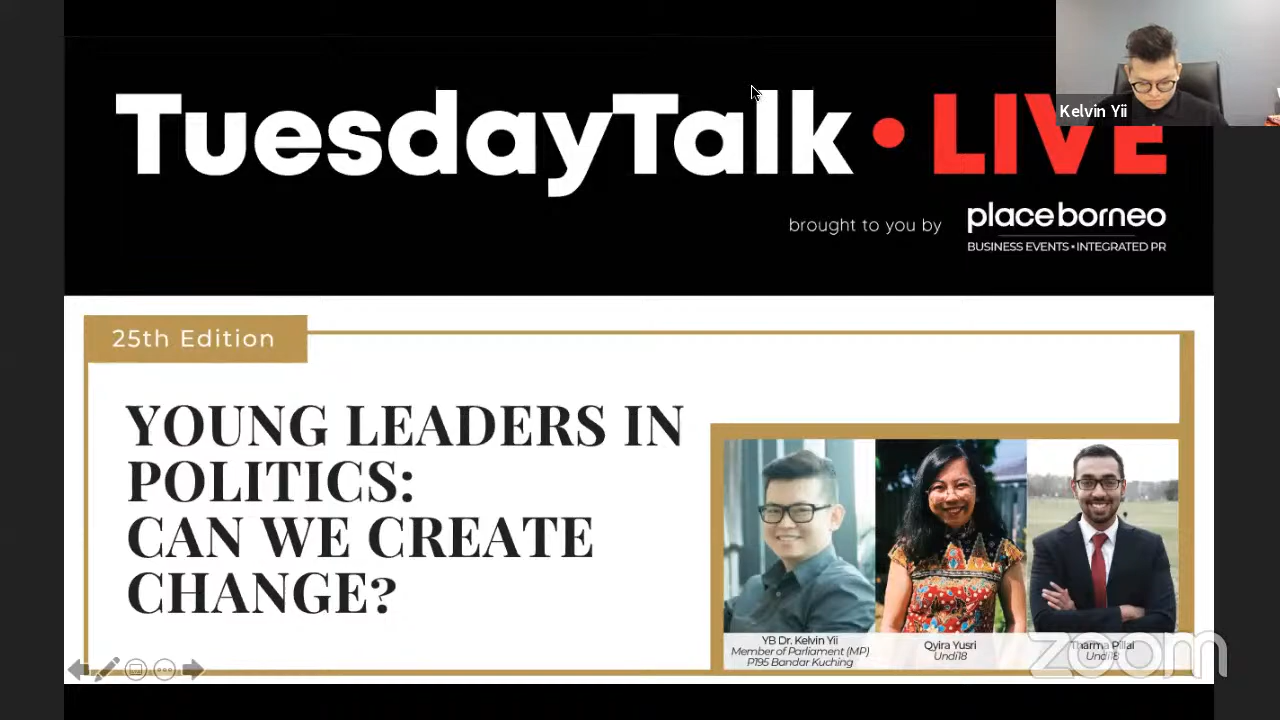 TuesdayTalk • LIVE
Kelvin Yii
brought to you by placeborneo
BUSINESS EVENTS • INTEGRATED PR
25th Edition
YOUNG LEADERS IN
POLITICS:
CAN WE CREATE
CHANGE?
YB Dr. Kelvin Yii
Member of Parliament (MP)
P195 Bandar Kuching
Qyira Yusri
Undi18
Tharma Pillai
Undi18
zoom